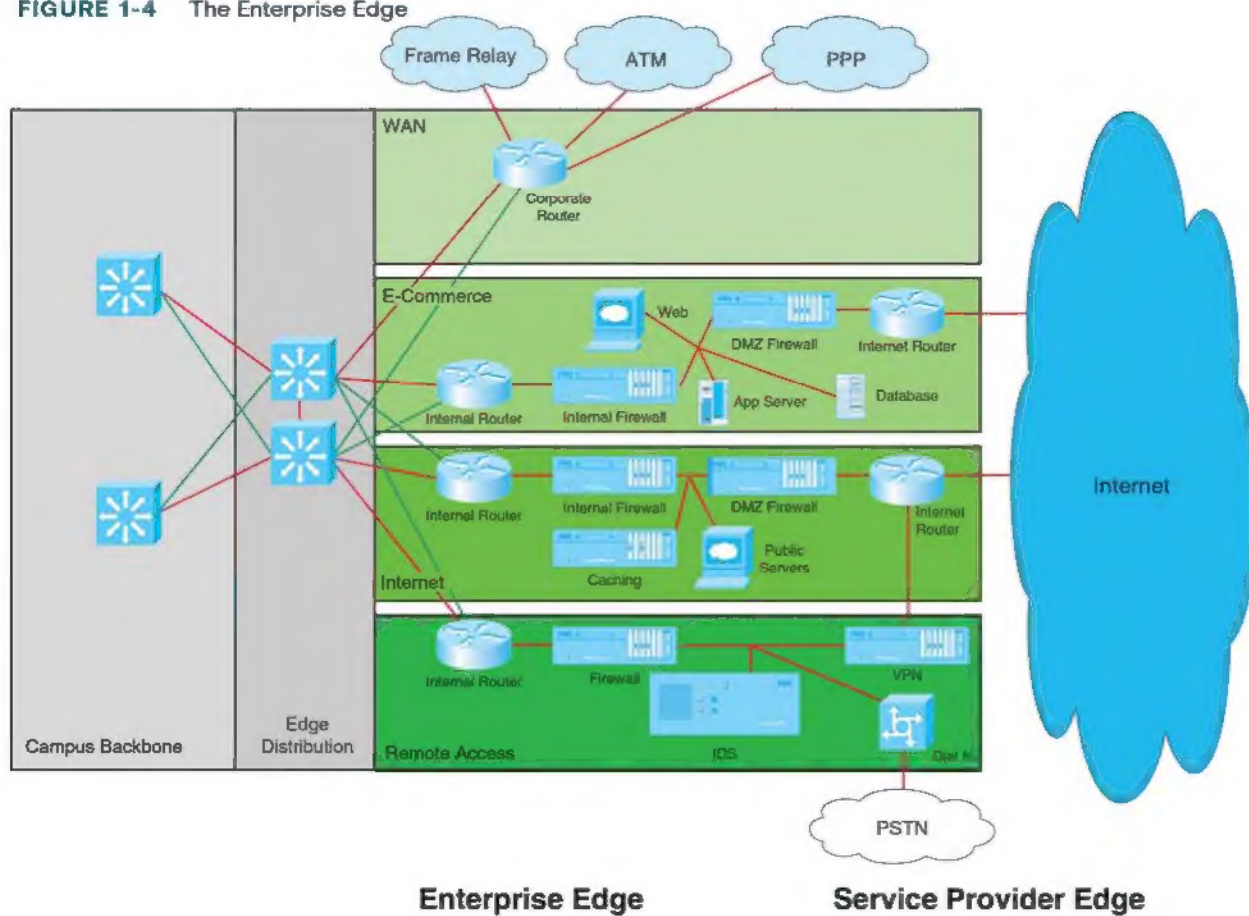 FIGURE 1-4 The Enterprise Edge
Frame Relay
ATM
PPP
WAN
Corporate
Router
E-Commerce
Web
DMZ Firewall
Internet Router
Internal Router
Internal Firewall
App Server
Database
Internal Router
Internal Firewall
DMZ Firewall
Internet
Router
Internet
Caching
Public
Servers
Internet
Internal Router
Firewall
VPN
Campus Backbone
Edge
Distribution
Remote Access
IDS
Dial In
PSTN
Enterprise Edge
Service Provider Edge